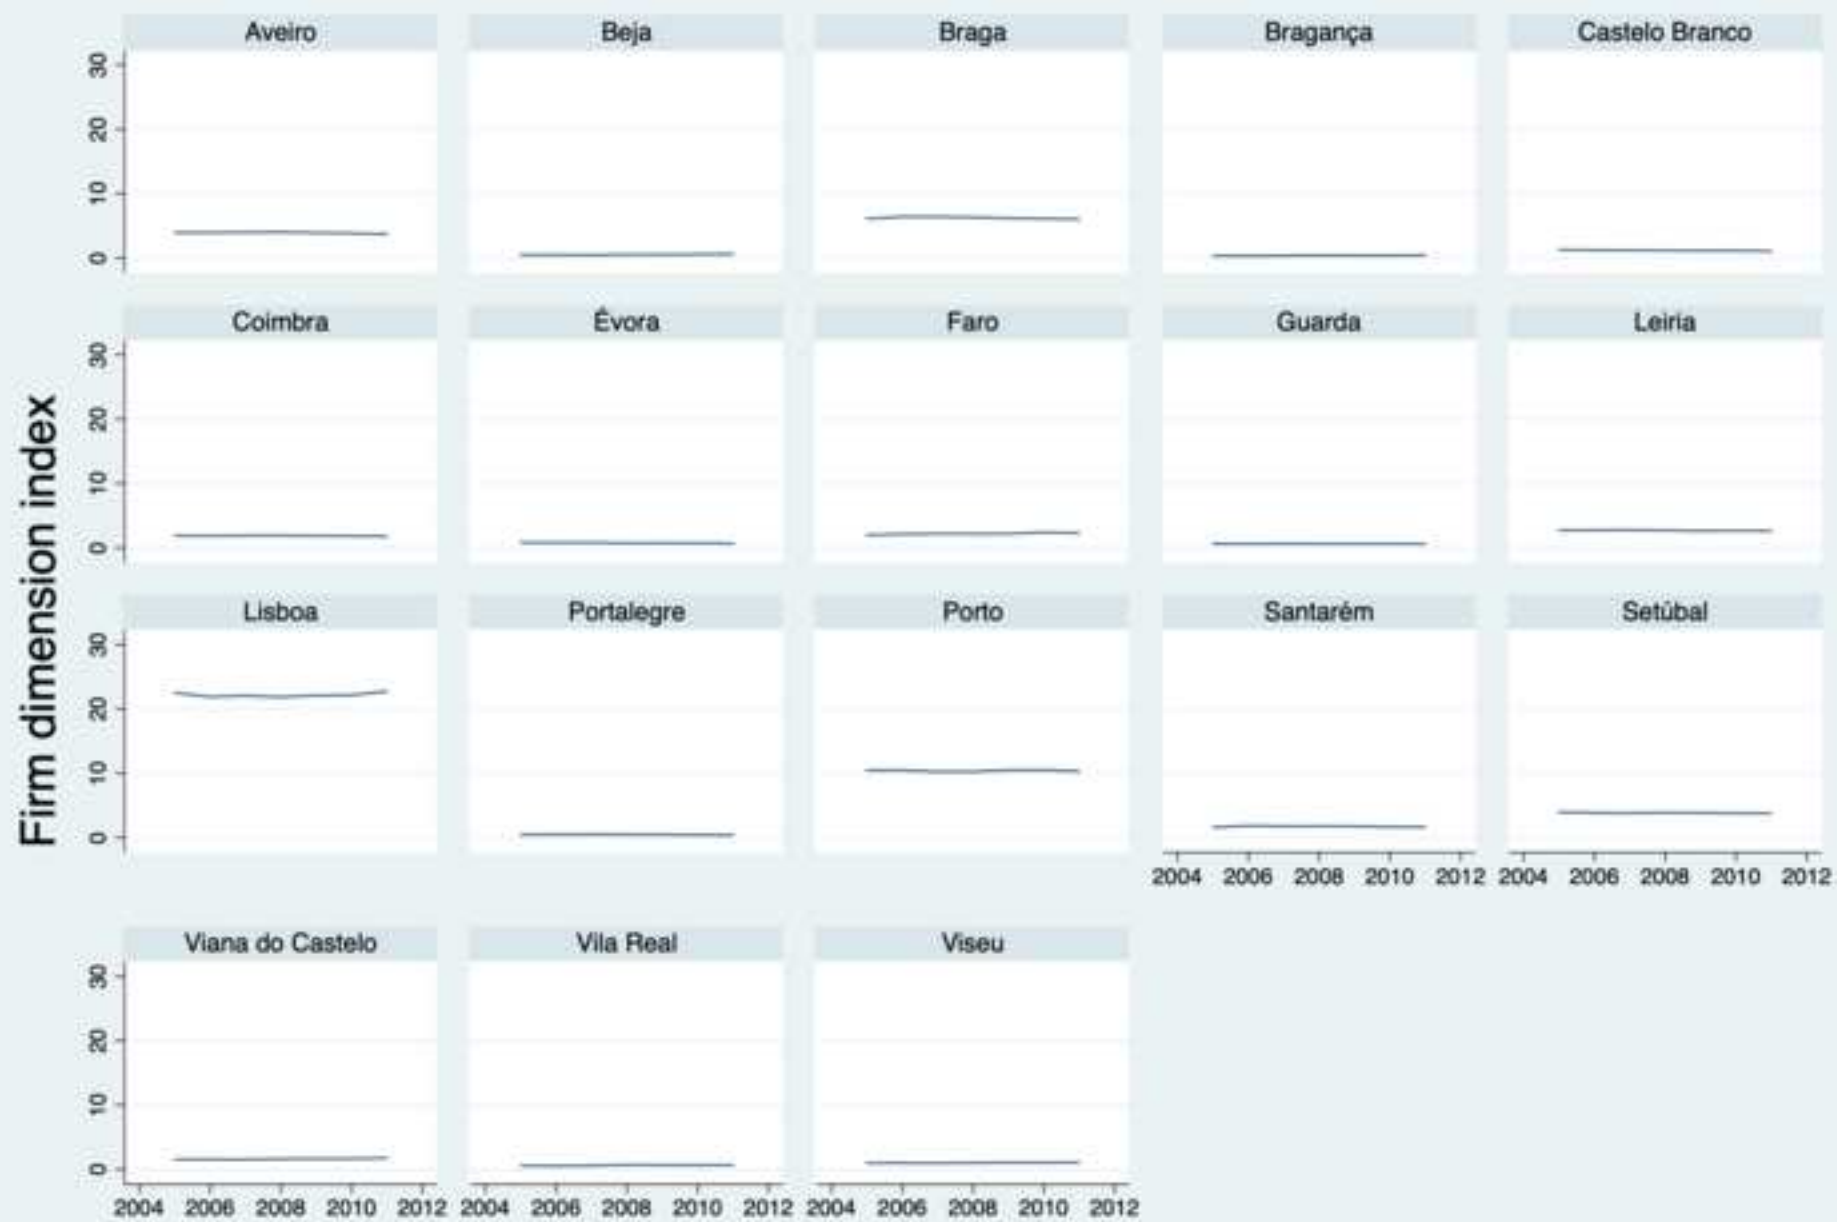 Firm dimension index
Aveiro Beja Braga Bragança Castelo Branco
30
20
10
0
Coimbra Évora Faro Guarda Leiria
30
20
10
0
Lisboa Portalegre Porto Santarém Setúbal
30
20
10
0
2004 2006 2008 2010 2012 2004 2006 2008 2010 2012
Viana do Castelo Vila Real Viseu
30
20
10
0
2004 2006 2008 2010 2012 2004 2006 2008 2010 2012 2004 2006 2008 2010 2012